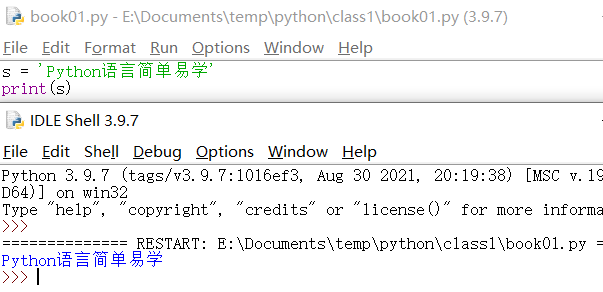 book01.py - E:\Documents\temp\python\class1\book01.py (3.9.7)
File Edit Format Run Options Window Help
s = 'Python语言简单易学'
print(s)
IDLE Shell 3.9.7
File Edit Shell Debug Options Window Help
Python 3.9.7 (tags/v3.9.7:1016ef3, Aug 30 2021, 20:19:38) [MSC v.19
D64)] on win32
Type "help", "copyright", "credits" or "license()" for more informa
>>>
============== RESTART: E:\Documents\temp\python\class1\book01.py =
Python语言简单易学
>>>